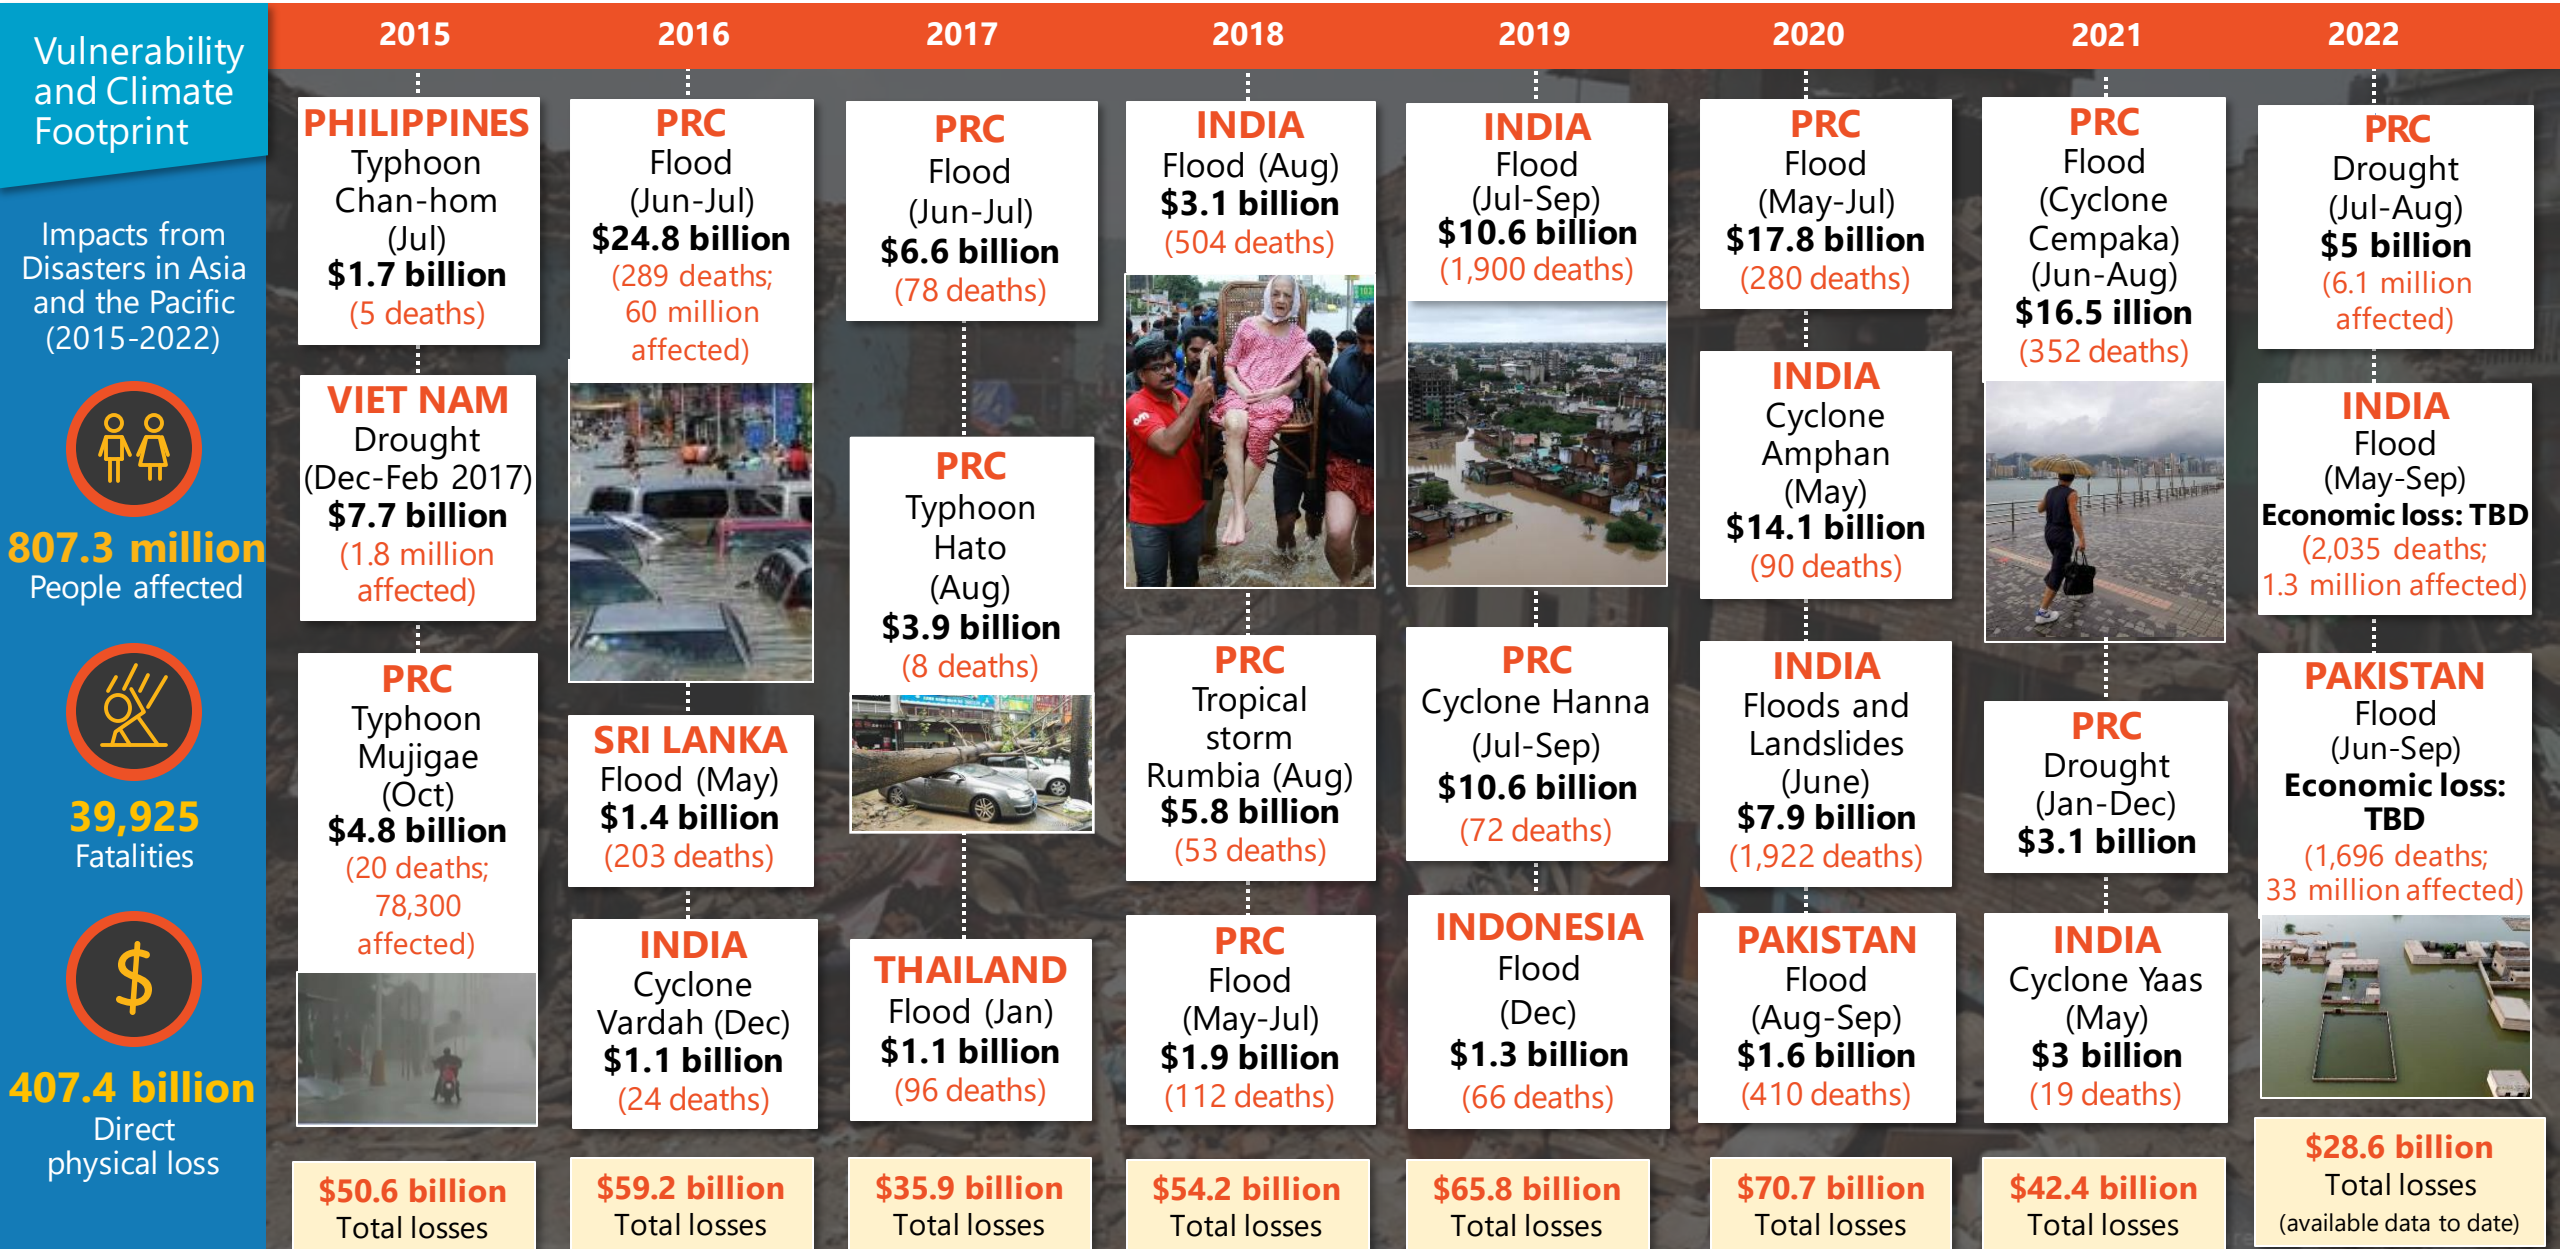 Vulnerability
and Climate
Footprint
Impacts from
Disasters in Asia
and the Pacific
(2015-2022)
807.3 million
People affected
39,925
Fatalities
407.4 billion
Direct
physical loss
2015
PHILIPPINES
Typhoon
Chan-hom
(Jul)
$1.7 billion
(5 deaths)
VIET NAM
Drought
(Dec-Feb 2017)
$7.7 billion
(1.8 million
affected)
PRC
Typhoon
Mujigae
(Oct)
$4.8 billion
(20 deaths;
78,300
affected)
$50.6 billion
Total losses
2016
PRC
Flood
(Jun-Jul)
$24.8 billion
(289 deaths;
60 million
affected)
SRI LANKA
Flood (May)
$1.4 billion
(203 deaths)
INDIA
Cyclone
Vardah (Dec)
$1.1 billion
(24 deaths)
$59.2 billion
Total losses
2017
PRC
Flood
(Jun-Jul)
$6.6 billion
(78 deaths)
PRC
Typhoon
Hato
(Aug)
$3.9 billion
(8 deaths)
THAILAND
Flood (Jan)
$1.1 billion
(96 deaths)
$35.9 billion
Total losses
2018
INDIA
Flood (Aug)
$3.1 billion
(504 deaths)
PRC
Tropical
storm
Rumbia (Aug)
$5.8 billion
(53 deaths)
PRC
Flood
(May-Jul)
$1.9 billion
(112 deaths)
$54.2 billion
Total losses
2019
INDIA
Flood
(Jul-Sep)
$10.6 billion
(1,900 deaths)
PRC
Cyclone Hanna
(Jul-Sep)
$10.6 billion
(72 deaths)
INDONESIA
Flood
(Dec)
$1.3 billion
(66 deaths)
$65.8 billion
Total losses
2020
PRC
Flood
(May-Jul)
$17.8 billion
(280 deaths)
INDIA
Cyclone
Amphan
(May)
$14.1 billion
(90 deaths)
INDIA
Floods and
Landslides
(June)
$7.9 billion
(1,922 deaths)
PAKISTAN
Flood
(Aug-Sep)
$1.6 billion
(410 deaths)
$70.7 billion
Total losses
2021
PRC
Flood
(Cyclone
Cempaka)
(Jun-Aug)
$16.5 illion
(352 deaths)
PRC
Drought
(Jan-Dec)
$3.1 billion
INDIA
Cyclone Yaas
(May)
$3 billion
(19 deaths)
$42.4 billion
Total losses
2022
PRC
Drought
(Jul-Aug)
$5 billion
(6.1 million
affected)
INDIA
Flood
(May-Sep)
Economic loss: TBD
(2,035 deaths;
1.3 million affected)
PAKISTAN
Flood
(Jun-Sep)
Economic loss:
TBD
(1,696 deaths;
33 million affected)
$28.6 billion
Total losses
(available data to date)